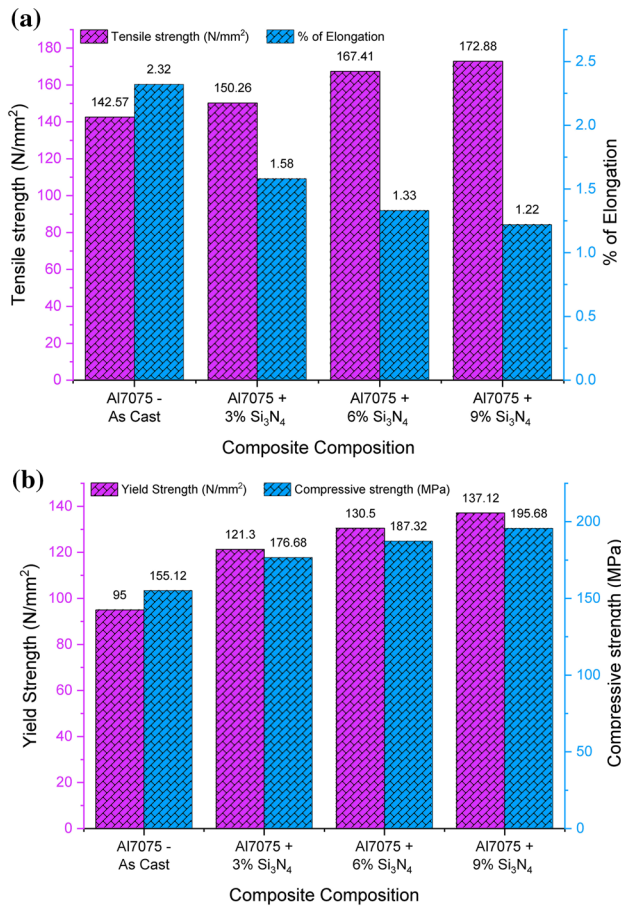 (a)
Tensile strength (N/mm²)
% of Elongation
180
160
140
120
100
80
60
40
20
0
Tensile strength (N/mm²)
142.57
2.32
150.26
1.58
167.41
1.33
172.88
1.22
2.5
2.0
1.5
1.0
0.5
0.0
% of Elongation
Al7075 -
As Cast
Al7075 +
3% Si₃N₄
Al7075 +
6% Si₃N₄
Al7075 +
9% Si₃N₄
Composite Composition
(b)
Yield Strength (N/mm²)
Compressive strength (MPa)
140
120
100
80
60
40
20
0
Yield Strength (N/mm²)
95
155.12
121.3
176.68
130.5
187.32
137.12
195.68
200
150
100
50
0
Compressive strength (MPa)
Al7075 -
As Cast
Al7075 +
3% Si₃N₄
Al7075 +
6% Si₃N₄
Al7075 +
9% Si₃N₄
Composite Composition